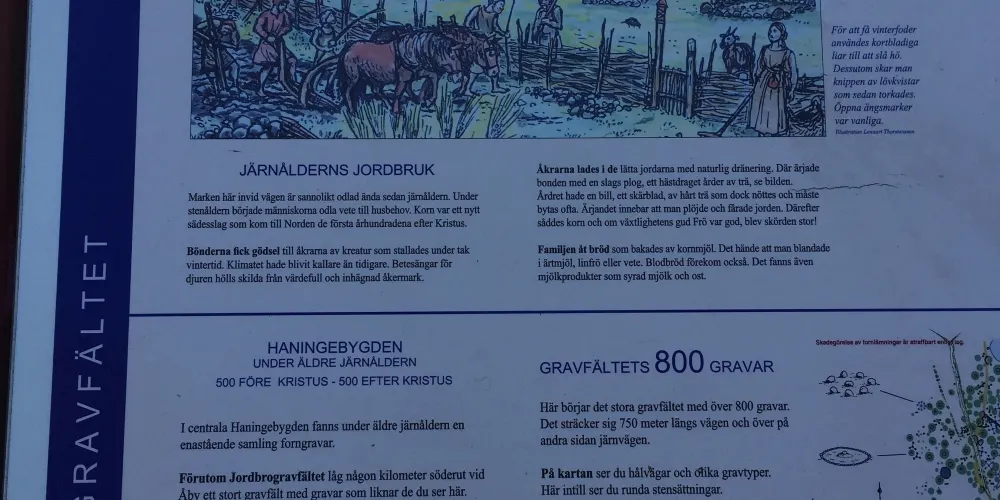 För att få vinterfoder
användes kortbladiga
liar till att slå hö.
Dessutom skar man
knippen av lövkvistar
som sedan torkades.
Öppna ängsmarker
var vanliga.
Illustration Lennart
JÄRNÅLDERNS JORDBRUK
Marken här invid vägen är sannolikt odlad ända sedan järnåldern. Under
stenåldern började människorna odla vete till husbehov. Korn var ett nytt
sädesslag som kom till Norden de första århundradena efter Kristus.
Bönderna fick gödsel till åkrarna av kreatur som stallades under tak
vintertid. Klimatet hade blivit kallare än tidigare. Betesängar för
djuren hölls skilda från värdefull och inhägnad åkermark.
Åkrarna lades i de lätta jordarna med naturlig dränering. Där ärjade
bonden med en slags plog, ett hästdraget årder av trä, se bilden.
Årdret hade en bill, ett skärblad, av hårt trä som dock nöttes och måste
bytas ofta. Ärjandet innebar att man plöjde och fårade jorden. Därefter
såddes korn och om växtlighetens gud Frö var god, blev skörden stor!
Familjen åt bröd som bakades av kornmjöl. Det hände att man blandade
i ärtmjöl, linfrö eller vete. Blodbröd förekom också. Det fanns även
mjölkprodukter som syrad mjölk och ost.
GRAVFÄLTET
HANINGEBYGDEN
UNDER ÄLDRE JÄRNÅLDERN
500 FÖRE KRISTUS - 500 EFTER KRISTUS
I centrala Haningebygden fanns under äldre järnåldern en
enastående samling forngravar.
Förutom Jordbrogravfältet låg någon kilometer söderut vid
Åby ett stort gravfält med gravar som liknar de du ser här.
GRAVFÄLTETS 800 GRAVAR
Här börjar det stora gravfältet med över 800 gravar.
Det sträcker sig 750 meter längs vägen och över på
andra sidan järnvägen.
På kartan ser du hålvägar och olika gravtyper.
Här intill ser du runda stensättningar.
Skadegörelse av fornlämningar är straffbart enligt lag.